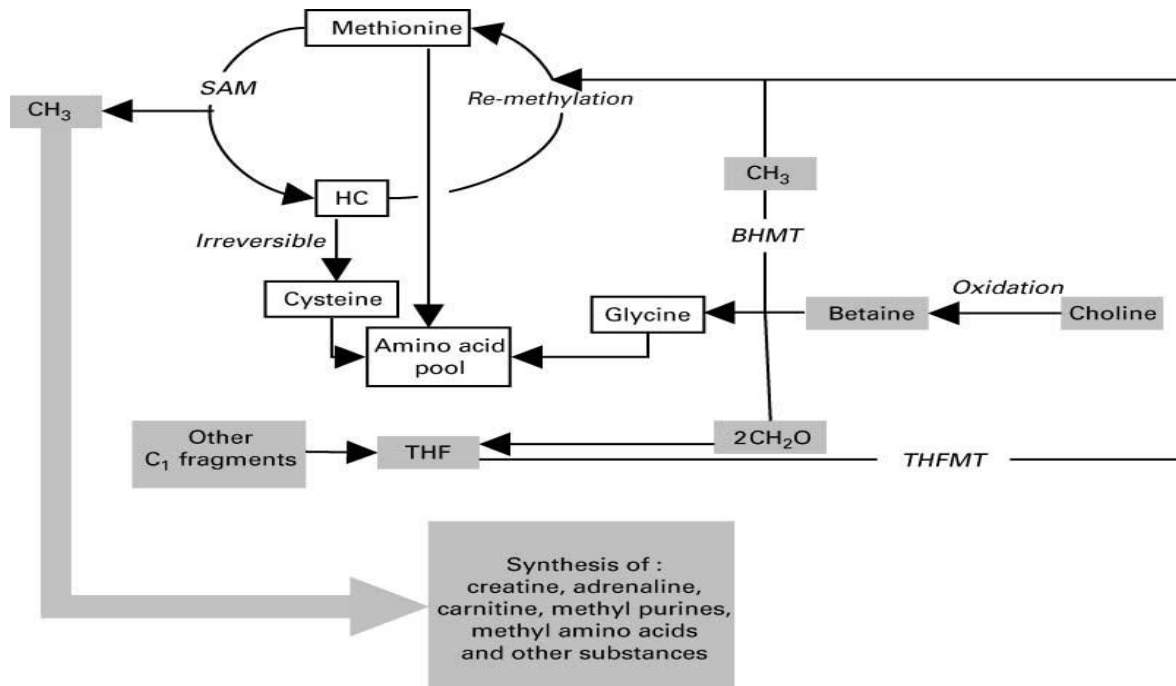 Methionine
SAM
Re-methylation
CH₃
CH₃
HC
BHMT
Irreversible
Oxidation
Cysteine
Glycine
Betaine
Choline
Amino acid
pool
Other
C₁ fragments
THF
2CH₂O
THFMT
Synthesis of :
creatine, adrenaline,
carnitine, methyl purines,
methyl amino acids
and other substances